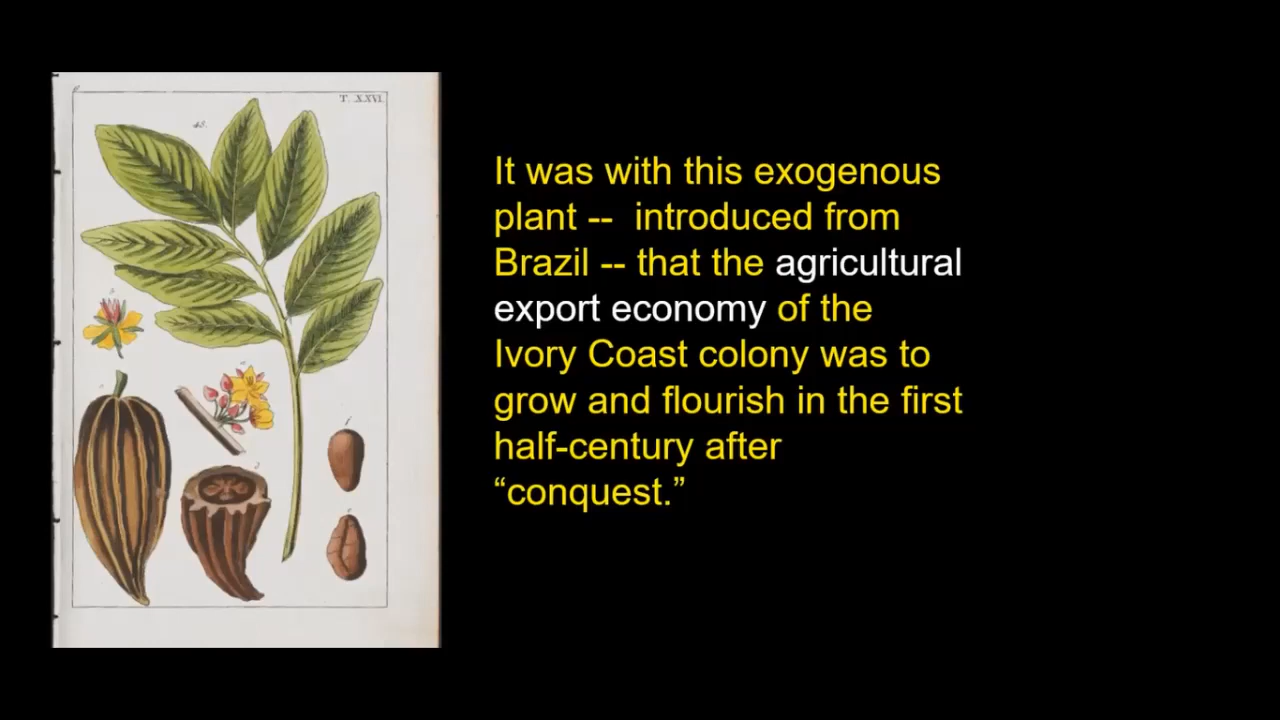 T. XXVI.
It was with this exogenous
plant --  introduced from
Brazil -- that the agricultural
export economy of the
Ivory Coast colony was to
grow and flourish in the first
half-century after
“conquest.”